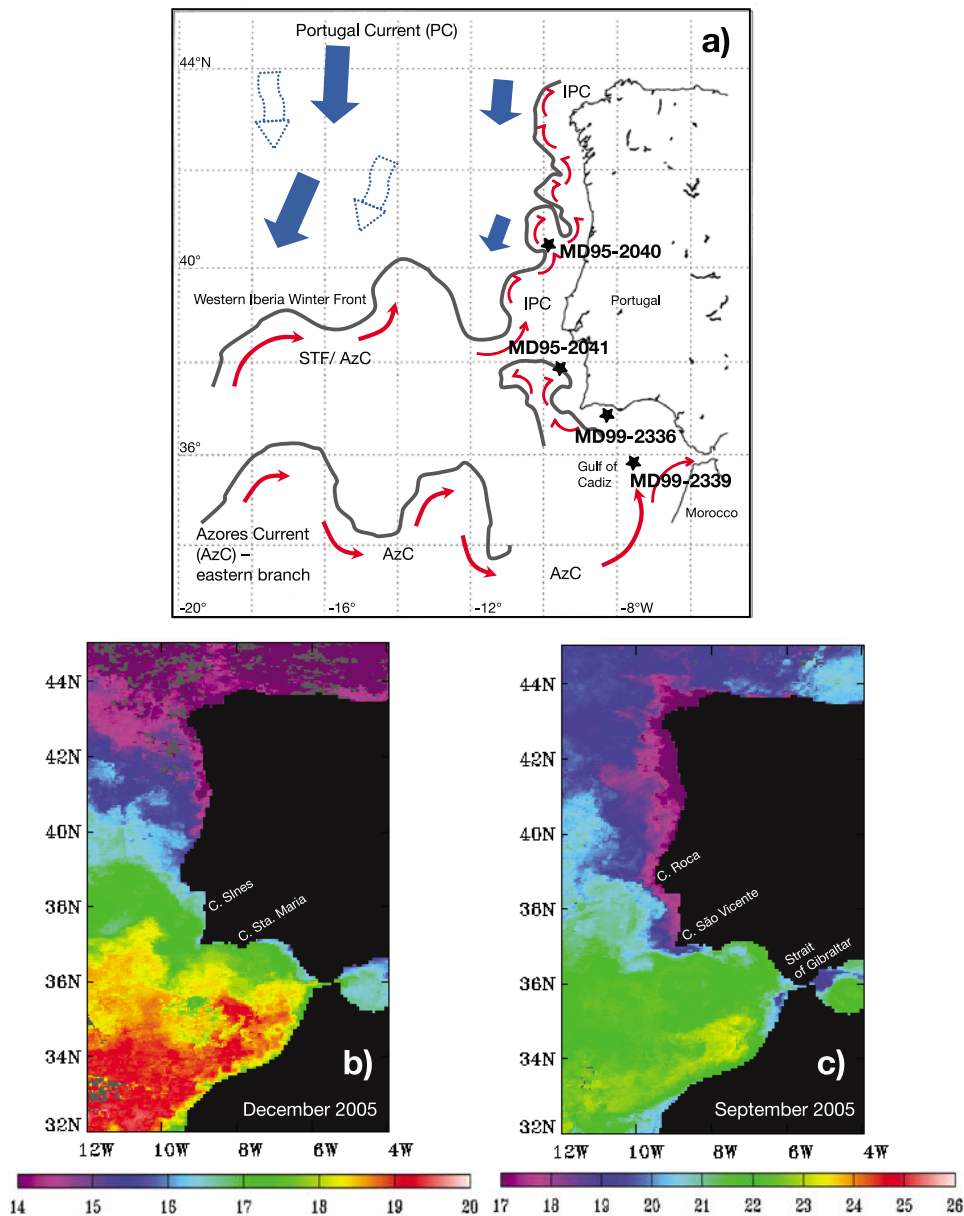 Portugal Current (PC)
a)
44°N
IPC
MD95-2040
40°
Western Iberia Winter Front
IPC
Portugal
STF/ AzC
MD95-2041
MD99-2336
36°
Gulf of
Cadiz
MD99-2339
Morocco
Azores Current
(AzC) –
eastern branch
AzC
AzC
-20°
-16°
-12°
-8°W
44N
42N
40N
38N
36N
34N
32N
C. SInes
C. Sta. Maria
b)
December 2005
12W
10W
8W
6W
4W
14
15
16
17
18
19
20
44N
42N
40N
38N
36N
34N
32N
C. Roca
C. São Vicente
Strait
of Gibraltar
c)
September 2005
12W
10W
8W
6W
4W
17
18
19
20
21
22
23
24
25
26